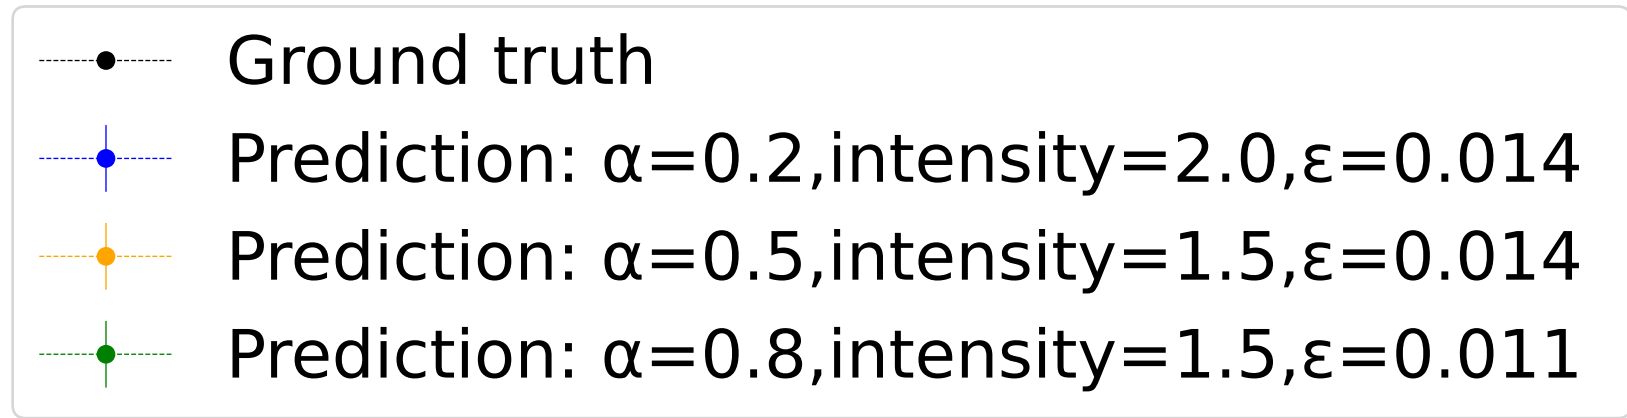 Ground truth
Prediction: α=0.2,intensity=2.0,ε=0.014
Prediction: α=0.5,intensity=1.5,ε=0.014
Prediction: α=0.8,intensity=1.5,ε=0.011